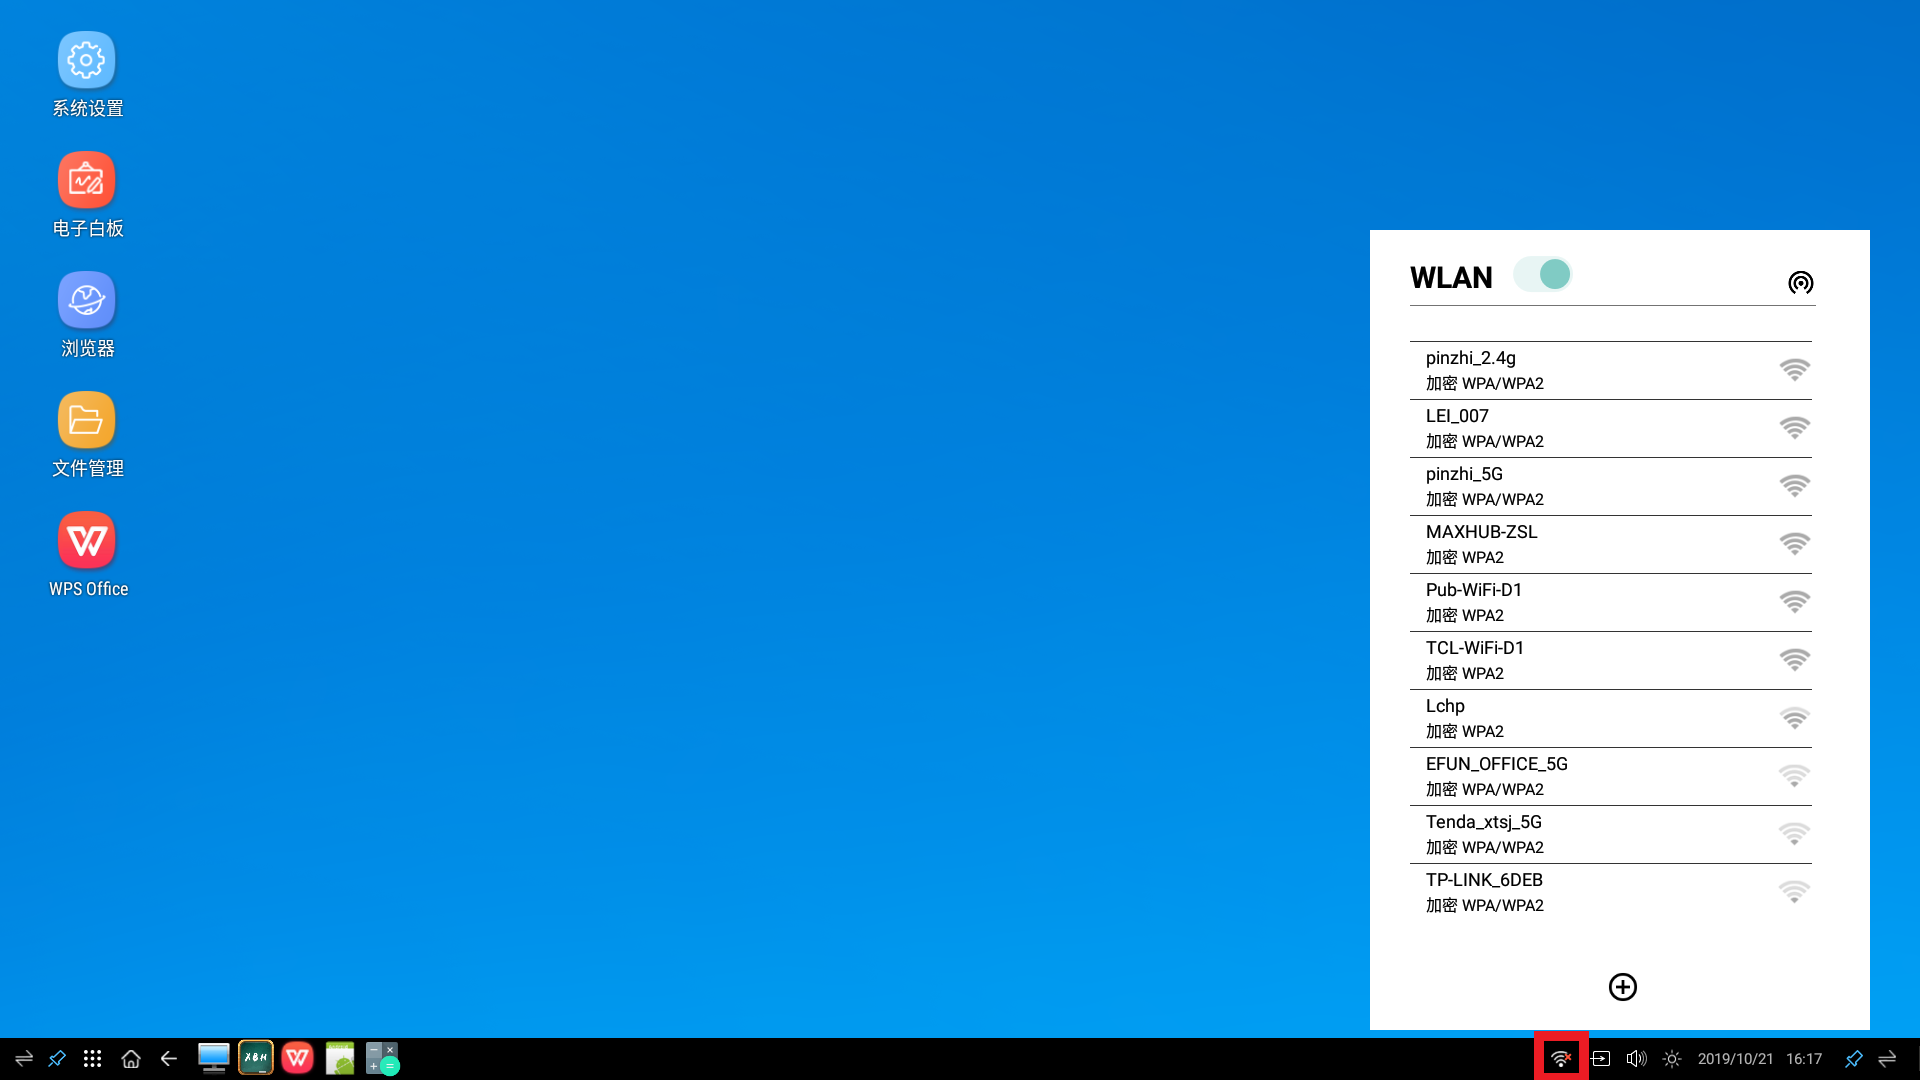 系统设置
电子白板
浏览器
文件管理
WPS Office
WLAN
pinzhi_2.4g
加密 WPA/WPA2
LEI_007
加密 WPA/WPA2
pinzhi_5G
加密 WPA/WPA2
MAXHUB-ZSL
加密 WPA2
Pub-WiFi-D1
加密 WPA2
TCL-WiFi-D1
加密 WPA2
Lchp
加密 WPA2
EFUN_OFFICE_5G
加密 WPA/WPA2
Tenda_xtsj_5G
加密 WPA/WPA2
TP-LINK_6DEB
加密 WPA/WPA2
XBH
2019/10/21 16:17